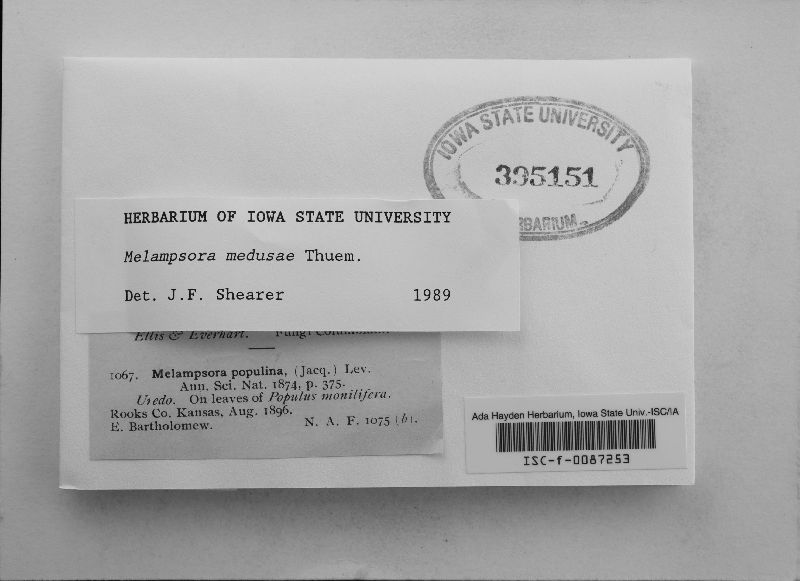 IOWA STATE UNIVERSITY
395151
HERBARIUM OF IOWA STATE UNIVERSITY
Melampsora medusae Thuem.
Det. J.F. Shearer 1989
Ellis & Everhart.
1067. Melampsora populina, (Jacq.) Lev.
Ann. Sci. Nat. 1874, p. 375.
Uredo. On leaves of Populus monilifera.
Rooks Co. Kansas, Aug. 1896.
E. Bartholomew. N. A. F. 1075 (b).
Ada Hayden Herbarium, Iowa State Univ.-ISC/IA
ISC-f-0087253